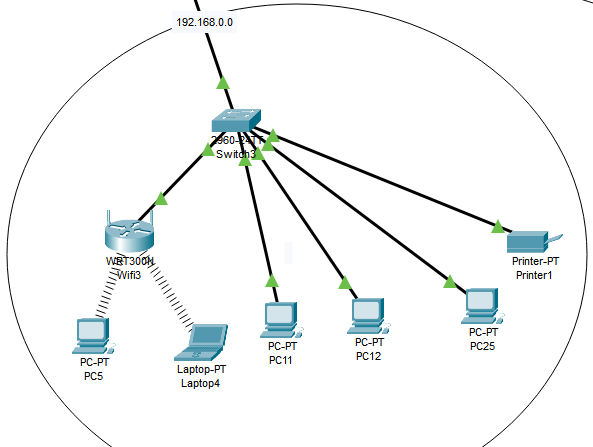 192.168.0.0
2960-24TT
Switch3
WRT300N
Wifi3
Printer-PT
Printer1
PC-PT
PC25
PC-PT
PC12
PC-PT
PC11
PC-PT
PC5
Laptop-PT
Laptop4